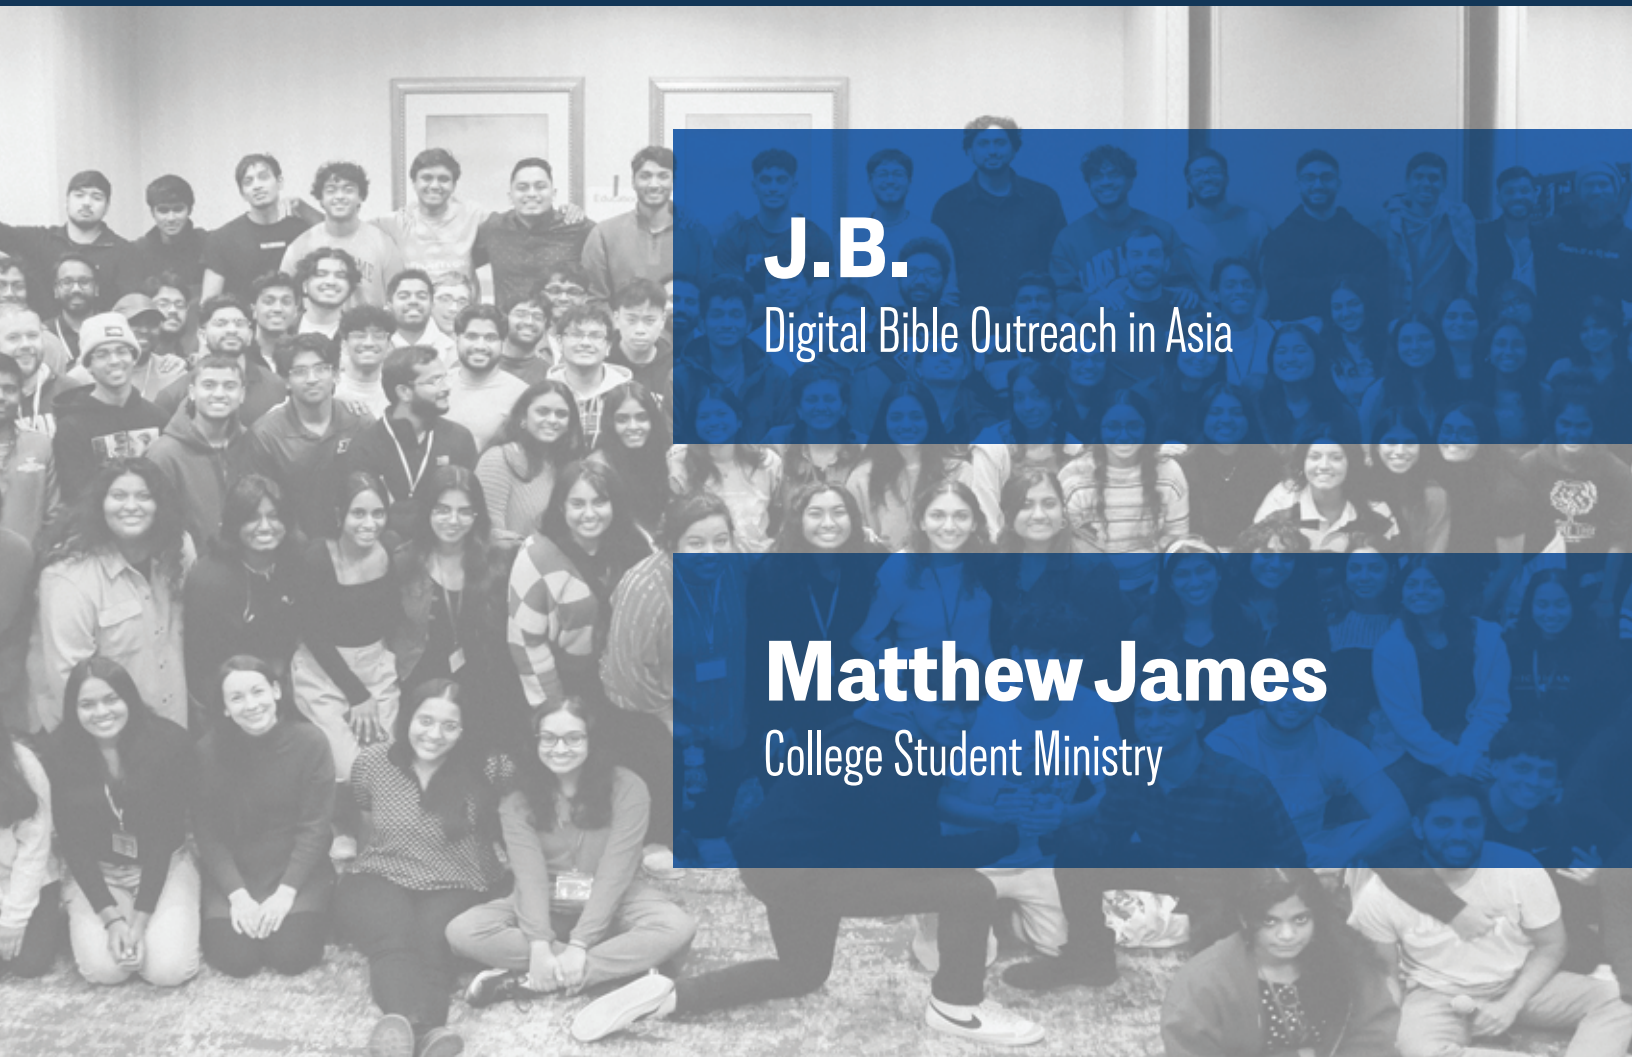 J.B.
Digital Bible Outreach in Asia
Matthew James
College Student Ministry